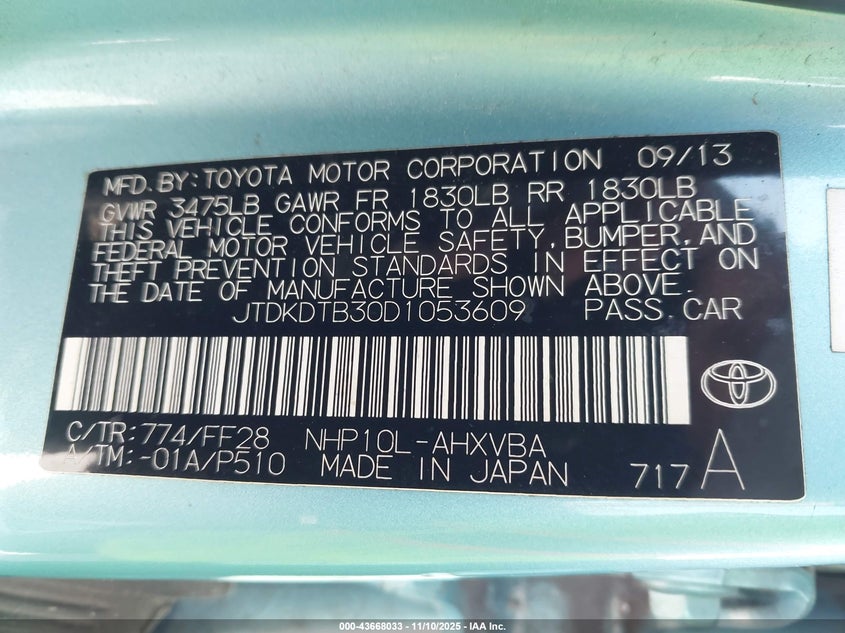 MFD. BY: TOYOTA MOTOR CORPORATION 09/13
GVWR 3475LB GAWR FR 1830LB RR 1830LB
THIS VEHICLE CONFORMS TO ALL APPLICABLE
FEDERAL MOTOR VEHICLE SAFETY, BUMPER, AND
THEFT PREVENTION STANDARDS IN EFFECT ON
THE DATE OF MANUFACTURE SHOWN ABOVE.
JTDKDTB30D1053609 PASS. CAR
C/TR: 774/FF28 NHP10L-AHXVBA
A/TM: -01A/P510 MADE IN JAPAN 717 A
000-43668033 — 11/10/2025 — IAA Inc.